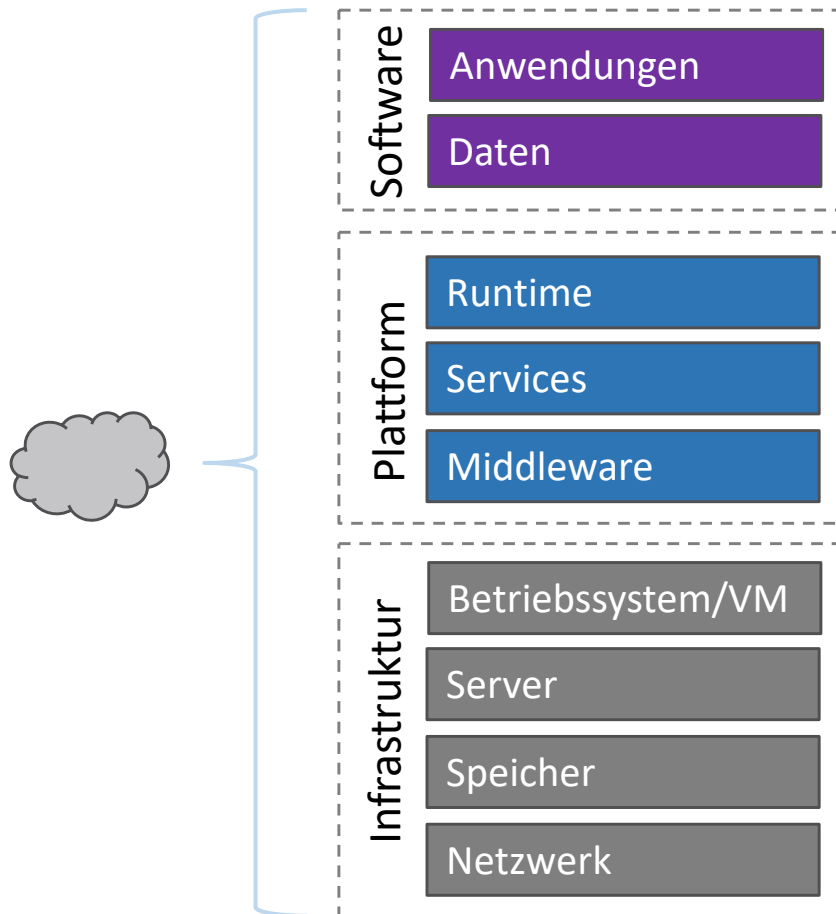 Software
Anwendungen
Daten
Plattform
Runtime
Services
Middleware
Infrastruktur
Betriebssystem/VM
Server
Speicher
Netzwerk